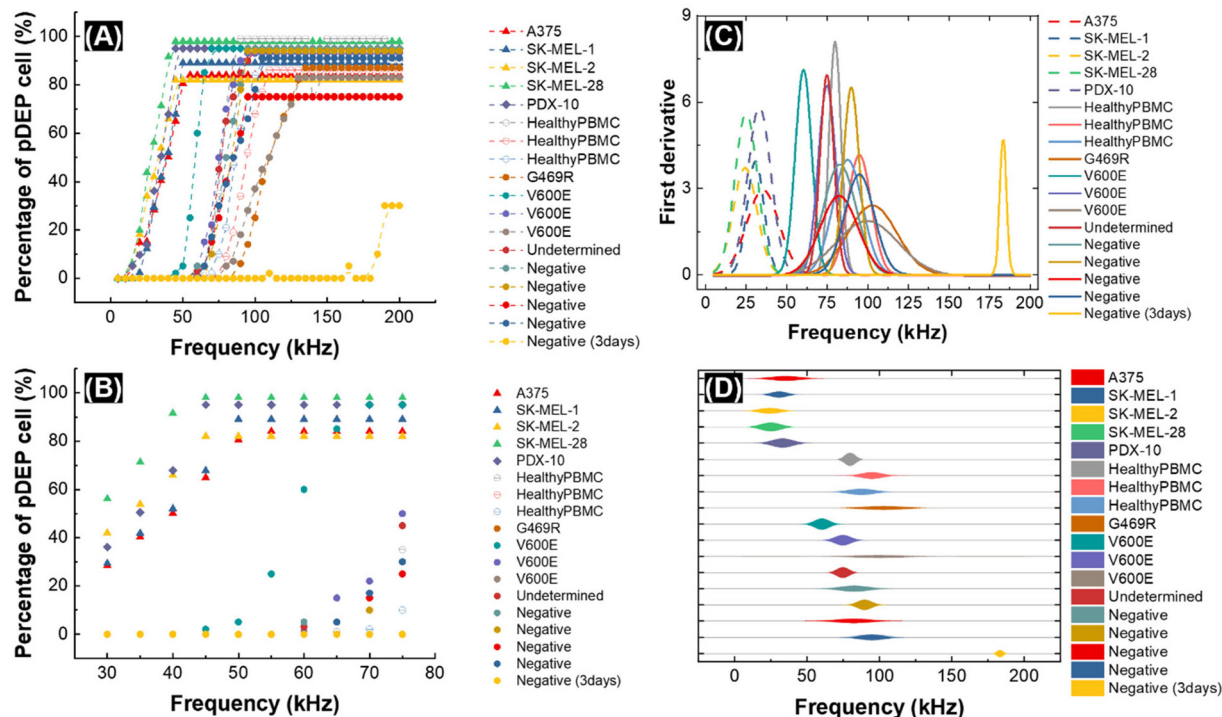 (A)
Percentage of pDEP cell (%)
100
80
60
40
20
0
0
50
100
150
200
Frequency (kHz)
A375
SK-MEL-1
SK-MEL-2
SK-MEL-28
PDX-10
HealthyPBMC
HealthyPBMC
HealthyPBMC
G469R
V600E
V600E
V600E
Undetermined
Negative
Negative
Negative
Negative
Negative (3days)
(C)
First derivative
9
6
3
0
0
25
50
75
100
125
150
175
200
Frequency (kHz)
A375
SK-MEL-1
SK-MEL-2
SK-MEL-28
PDX-10
HealthyPBMC
HealthyPBMC
HealthyPBMC
G469R
V600E
V600E
V600E
Undetermined
Negative
Negative
Negative
Negative
Negative (3days)
(B)
Percentage of pDEP cell (%)
100
80
60
40
20
0
30
40
50
60
70
80
Frequency (kHz)
A375
SK-MEL-1
SK-MEL-2
SK-MEL-28
PDX-10
HealthyPBMC
HealthyPBMC
HealthyPBMC
G469R
V600E
V600E
V600E
Undetermined
Negative
Negative
Negative
Negative
Negative (3days)
(D)
0
50
100
150
200
Frequency (kHz)
A375
SK-MEL-1
SK-MEL-2
SK-MEL-28
PDX-10
HealthyPBMC
HealthyPBMC
HealthyPBMC
G469R
V600E
V600E
V600E
Undetermined
Negative
Negative
Negative
Negative
Negative (3days)